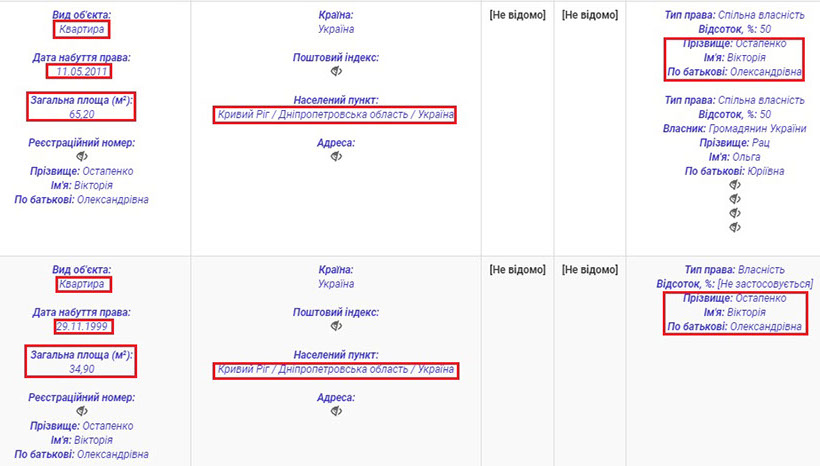 Вид об'єкта:
Квартира
Дата набуття права:
11.05.2011
Загальна площа (м²):
65,20
Реєстраційний номер:
Прізвище: Остапенко
Ім'я: Вікторія
По батькові: Олександрівна
Країна:
Україна
Поштовий індекс:
Населений пункт:
Кривий Ріг / Дніпропетровська область / Україна
Адреса:
[Не відомо]
Тип права: Спільна власність
Відсоток, %: 50
Прізвище: Остапенко
Ім'я: Вікторія
По батькові: Олександрівна
Тип права: Спільна власність
Відсоток, %: 50
Власник: Громадянин України
Прізвище: Рац
Ім'я: Ольга
По батькові: Юріївна
Вид об'єкта:
Квартира
Дата набуття права:
29.11.1999
Загальна площа (м²):
34,90
Реєстраційний номер:
Прізвище: Остапенко
Ім'я: Вікторія
По батькові: Олександрівна
Країна:
Україна
Поштовий індекс:
Населений пункт:
Кривий Ріг / Дніпропетровська область / Україна
Адреса:
[Не відомо]
[Не відомо]
Тип права: Власність
Відсоток, %: [Не застосовується]
Прізвище: Остапенко
Ім'я: Вікторія
По батькові: Олександрівна